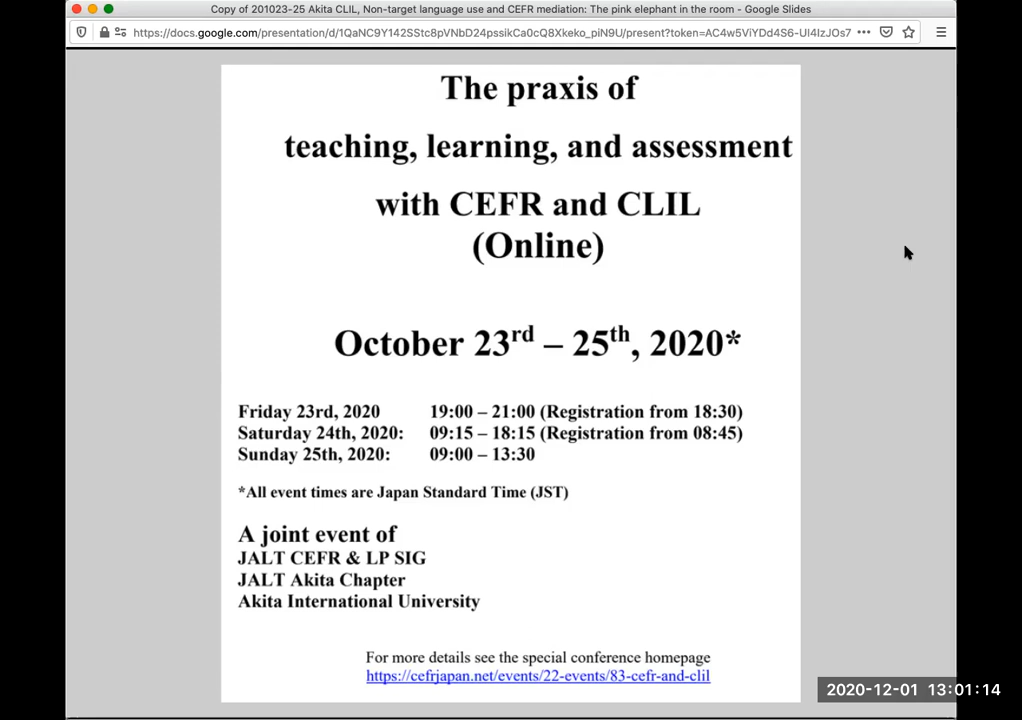 Copy of 201023-25 Akita CLIL, Non-target language use and CEFR mediation: The pink elephant in the room - Google Slides
https://docs.google.com/presentation/d/1QaNC9Y142SStc8pVNbD24pssikCa0cQ8Xkeko_piN9U/present?token=AC4w5ViYDd4S6-Ul4IzJOs7
The praxis of
teaching, learning, and assessment
with CEFR and CLIL
(Online)
October 23rd – 25th, 2020*
Friday 23rd, 2020 19:00 – 21:00 (Registration from 18:30)
Saturday 24th, 2020: 09:15 – 18:15 (Registration from 08:45)
Sunday 25th, 2020: 09:00 – 13:30
*All event times are Japan Standard Time (JST)
A joint event of
JALT CEFR & LP SIG
JALT Akita Chapter
Akita International University
For more details see the special conference homepage
https://cefrjapan.net/events/22-events/83-cefr-and-clil
2020-12-01 13:01:14